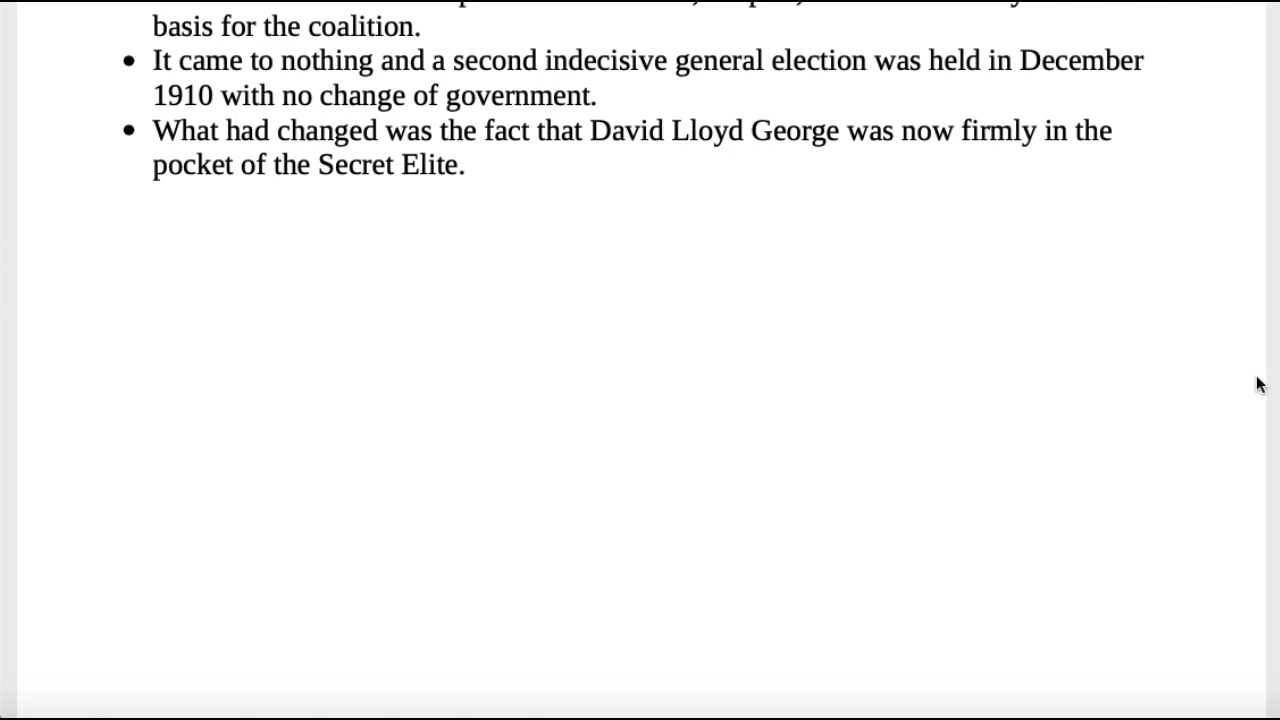 basis for the coalition.
• It came to nothing and a second indecisive general election was held in December
1910 with no change of government.
• What had changed was the fact that David Lloyd George was now firmly in the
pocket of the Secret Elite.